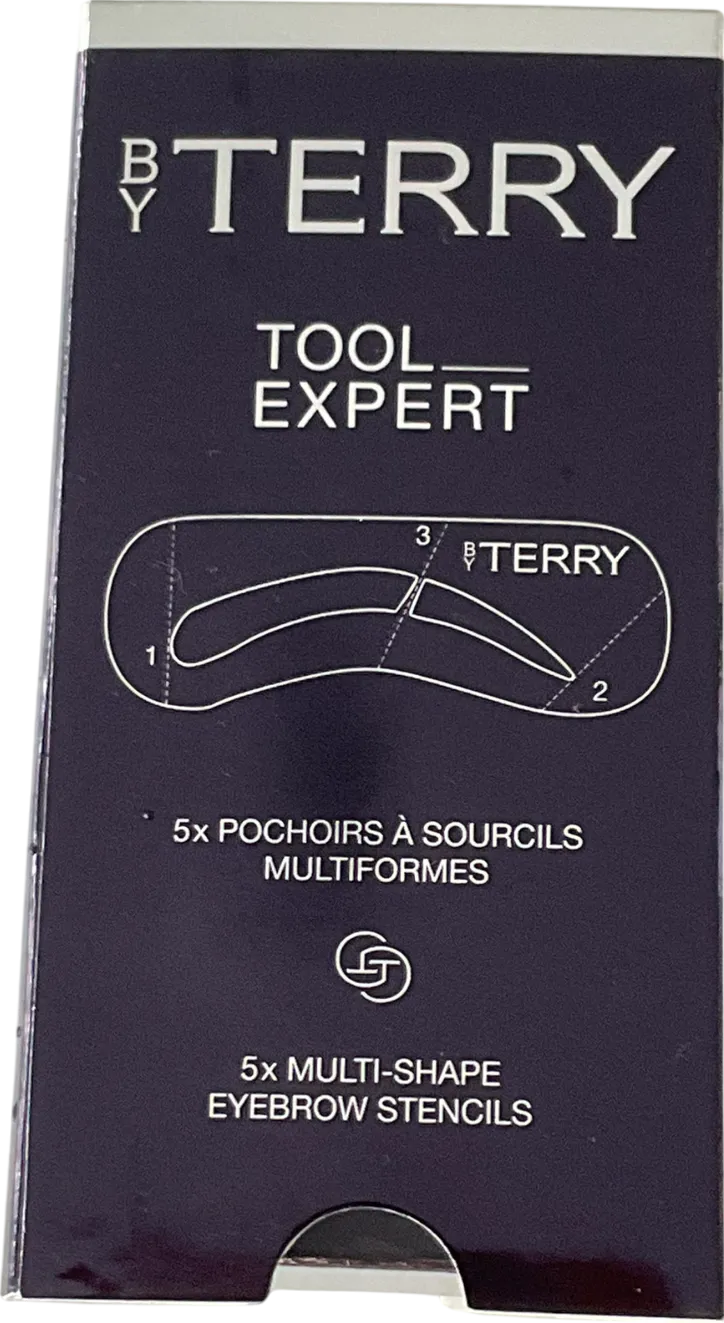 BY TERRY
TOOL
EXPERT
3
BY TERRY
1
2
5x POCHOIRS À SOURCILS
MULTIFORMES
5x MULTI-SHAPE
EYEBROW STENCILS